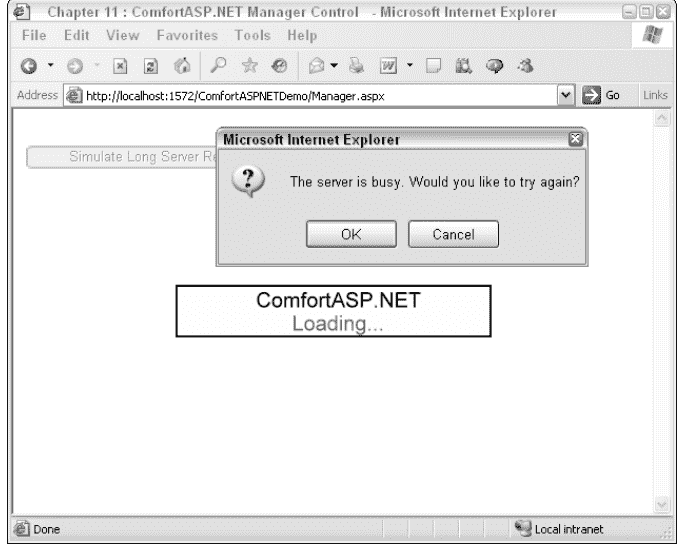 Chapter 11 : ComfortASP.NET Manager Control - Microsoft Internet Explorer
File Edit View Favorites Tools Help
Address http://localhost:1572/ComfortASPNETDemo/Manager.aspx Go Links
Microsoft Internet Explorer
Simulate Long Server Re
The server is busy. Would you like to try again?
OK Cancel
ComfortASP.NET
Loading...
Done Local intranet